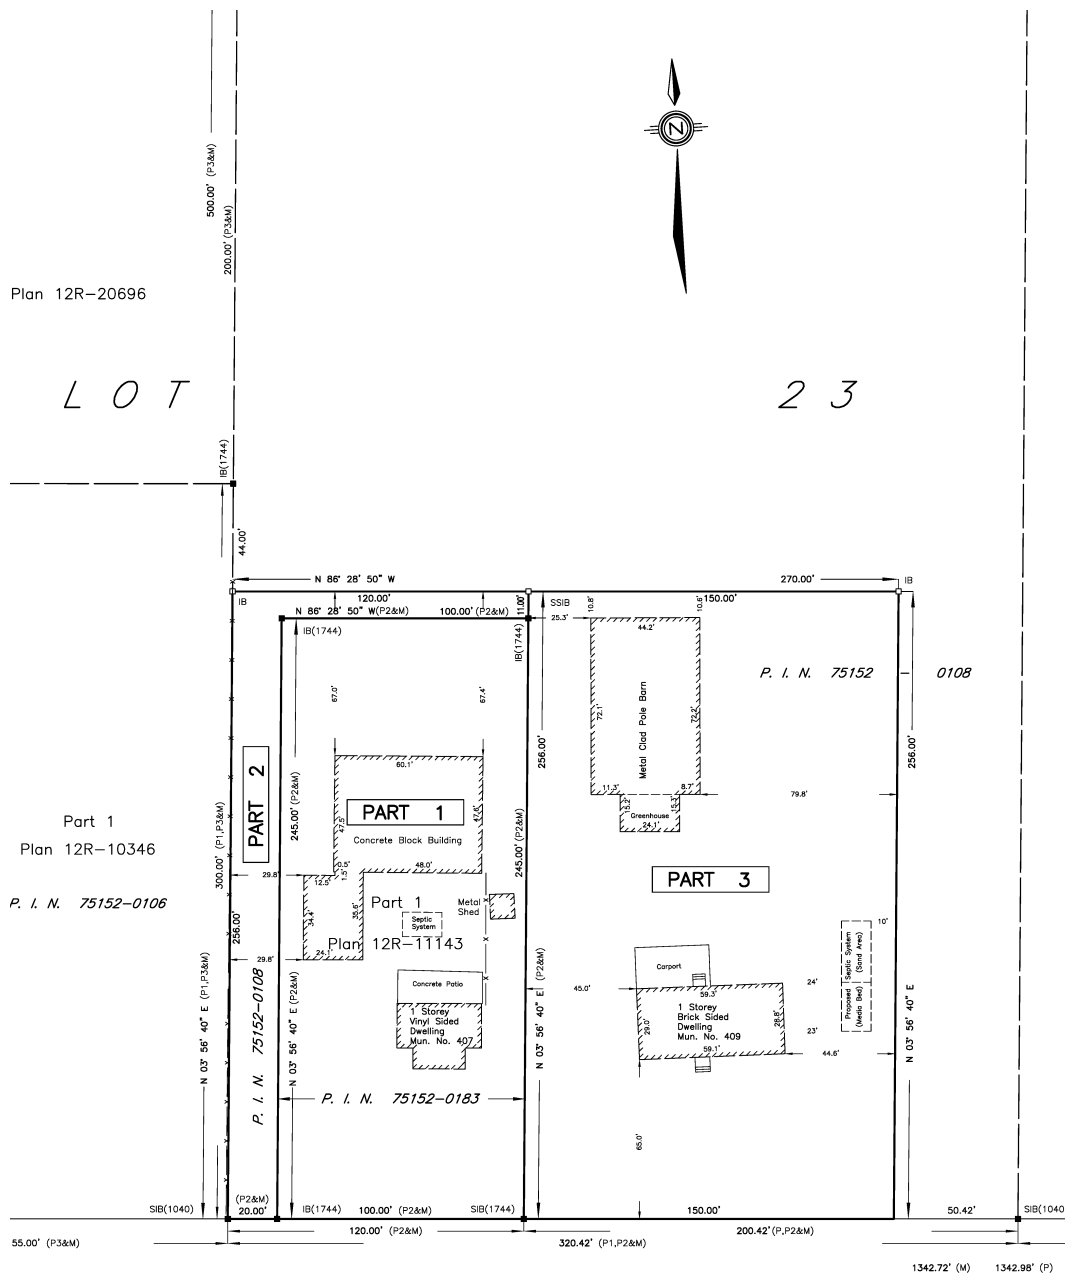 500.00' (P3&M)
200.00' (P3&M)
N
Plan 12R-20696
LOT 23
IB(1744)
44.00'
N 86° 28' 50" W
270.00'
IB
IB
120.00'
SSIB
150.00'
N 86° 28' 50" W(P2&M)
100.00' (P2&M)
11.00'
10.8'
10.6'
25.3'
IB(1744)
IB(1744)
44.2'
P. I. N. 75152 - 0108
67.0'
67.4'
Metal Clad Pole Barn
72.1'
72.2'
256.00'
256.00'
60.1'
PART 2
PART 1
245.00' (P2&M)
47.5'
47.6'
Concrete Block Building
11.3'
8.7'
79.8'
15.2'
15.3'
Greenhouse
24.1'
Part 1
Plan 12R-10346
300.00' (P1,P3&M)
245.00' (P2&M)
0.5'
1.5'
48.0'
29.8'
12.5'
PART 3
P. I. N. 75152-0106
34.4'
35.6'
Part 1
Metal
Shed
Septic
System
256.00'
Plan 12R-11143
24.1'
29.8'
10'
Septic System
(Sand Area)
Carport
Concrete Patio
45.0'
59.3'
24'
Proposed
(Media Bed)
23'
1 Storey
Vinyl Sided
Dwelling
Mun. No. 407
1 Storey
Brick Sided
Dwelling
Mun. No. 409
29.0'
28.8'
59.1'
44.6'
N 03° 56' 40" E (P1,P3&M)
P. I. N. 75152-0108
N 03° 56' 40" E (P2&M)
N 03° 56' 40" E (P2&M)
N 03° 56' 40" E
P. I. N. 75152-0183
65.0'
SIB(1040)
(P2&M)
20.00'
IB(1744)
100.00' (P2&M)
SIB(1744)
150.00'
50.42'
SIB(1040
120.00' (P2&M)
200.42' (P,P2&M)
55.00' (P3&M)
320.42' (P1,P2&M)
1342.72' (M)
1342.98' (P)